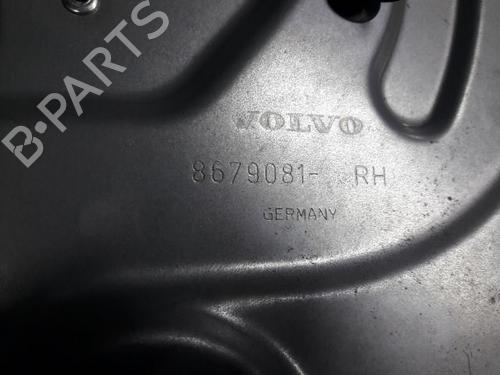 B-PARTS
VOLVO
8679081- RH
GERMANY